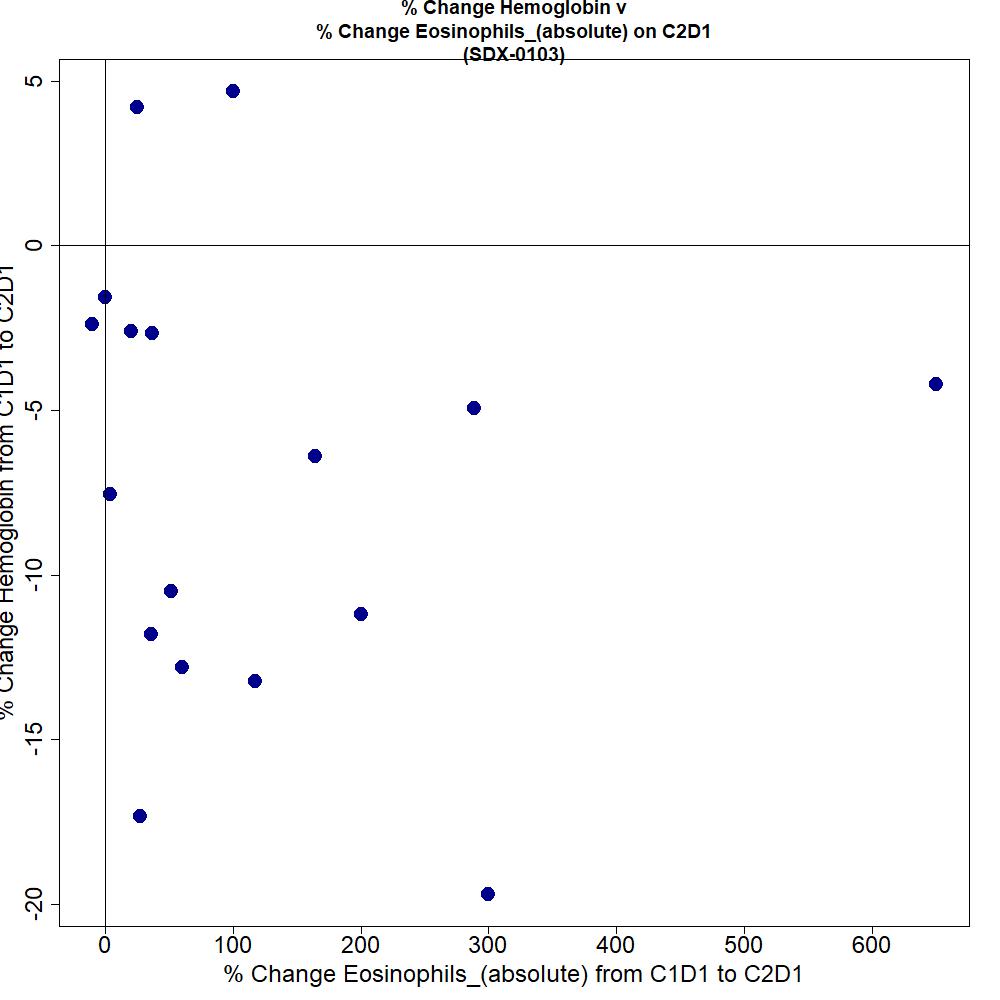 % Change Hemoglobin v
% Change Eosinophils_(absolute) on C2D1
(SDX-0103)
% Change Hemoglobin from C1D1 to C2D1
5
0
-5
-10
-15
-20
0 100 200 300 400 500 600
% Change Eosinophils_(absolute) from C1D1 to C2D1